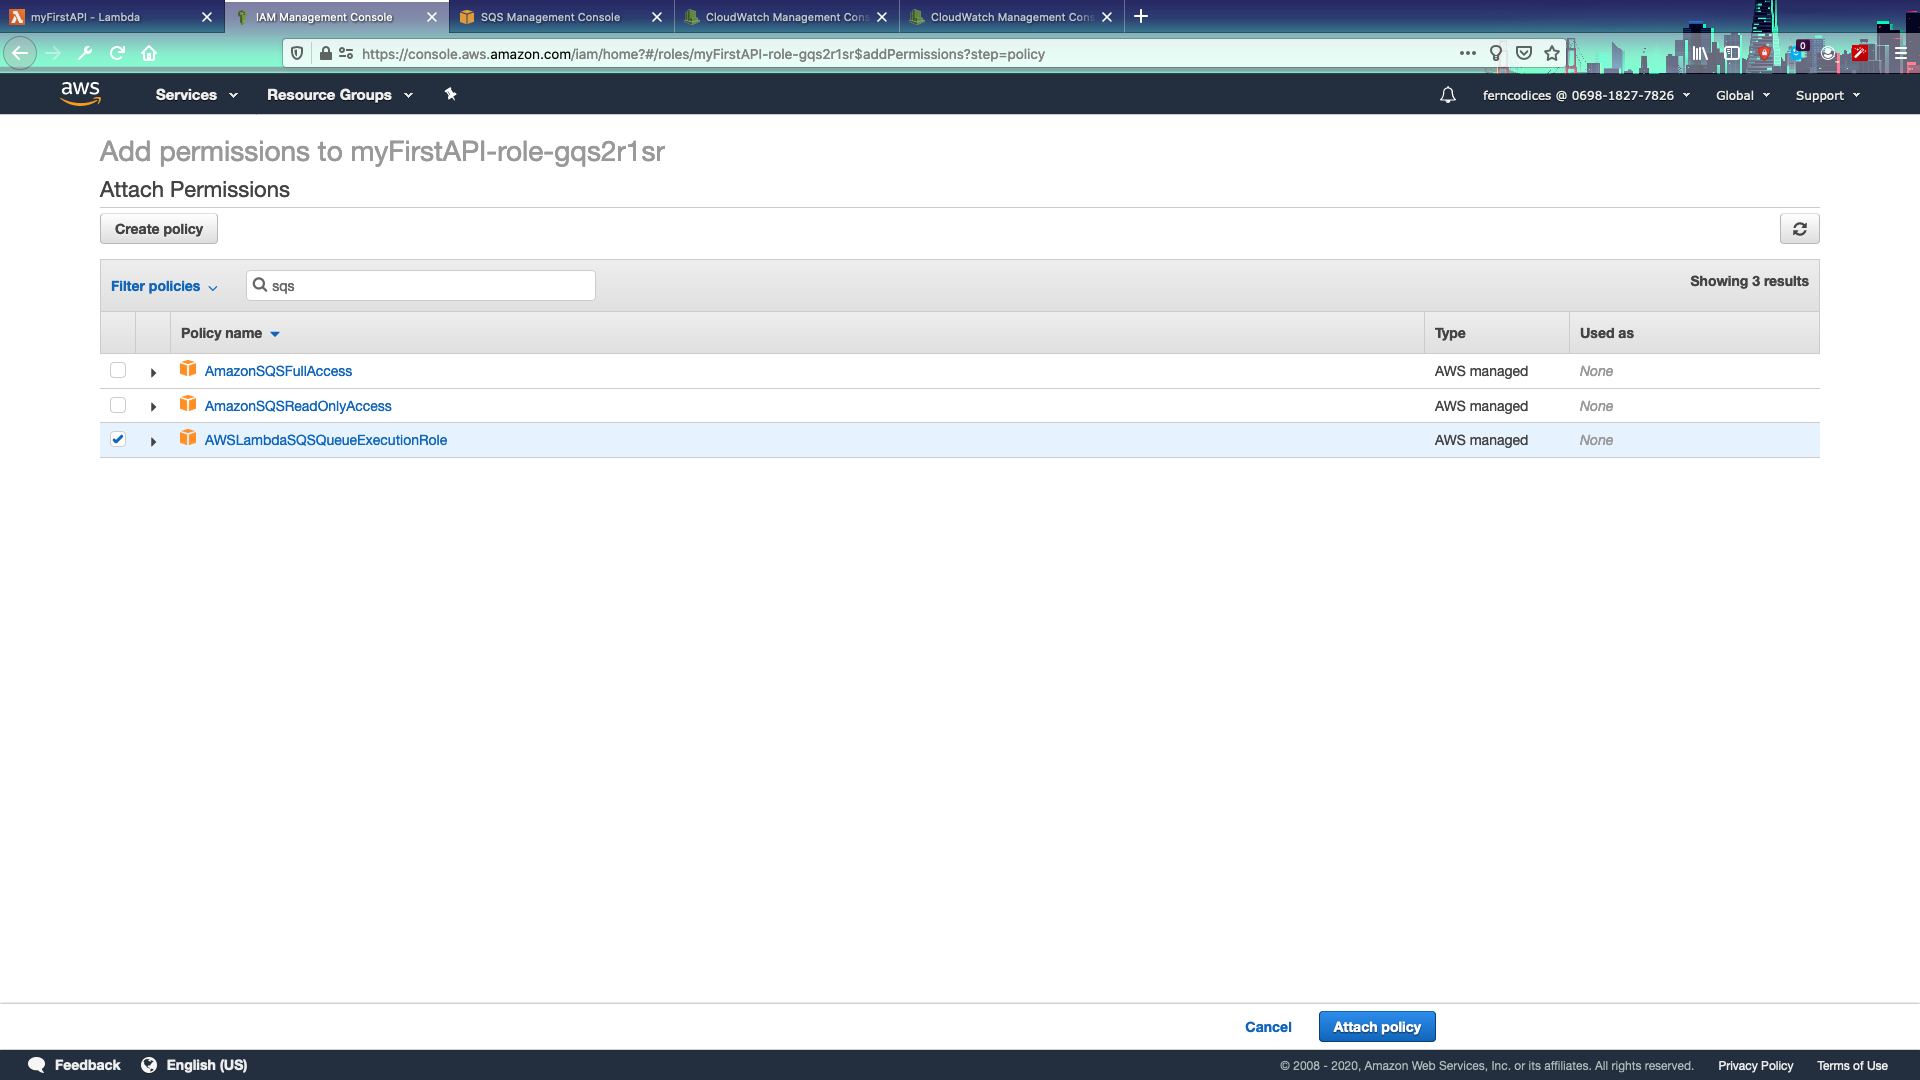 myFirstAPI - Lambda
IAM Management Console
SQS Management Console
CloudWatch Management Con
CloudWatch Management Con
https://console.aws.amazon.com/iam/home?#/roles/myFirstAPI-role-gqs2r1sr$addPermissions?step=policy
0
aws
Services
Resource Groups
ferncodices @ 0698-1827-7826
Global
Support
Add permissions to myFirstAPI-role-gqs2r1sr
Attach Permissions
Create policy
Filter policies
sqs
Showing 3 results
Policy name
Type
Used as
AmazonSQSFullAccess
AWS managed
None
AmazonSQSReadOnlyAccess
AWS managed
None
AWSLambdaSQSQueueExecutionRole
AWS managed
None
Cancel
Attach policy
Feedback
English (US)
© 2008 - 2020, Amazon Web Services, Inc. or its affiliates. All rights reserved.
Privacy Policy
Terms of Use